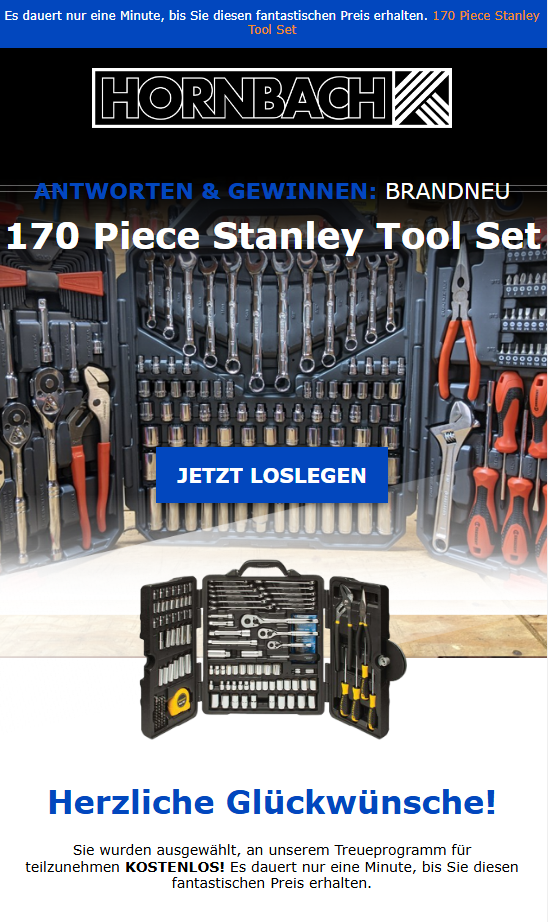 Es dauert nur eine Minute, bis Sie diesen fantastischen Preis erhalten. 170 Piece Stanley
Tool Set
HORNBACH
ANTWORTEN & GEWINNEN: BRANDNEU
170 Piece Stanley Tool Set
JETZT LOSLEGEN
Herzliche Glückwünsche!
Sie wurden ausgewählt, an unserem Treueprogramm für
teilzunehmen KOSTENLOS! Es dauert nur eine Minute, bis Sie diesen
fantastischen Preis erhalten.